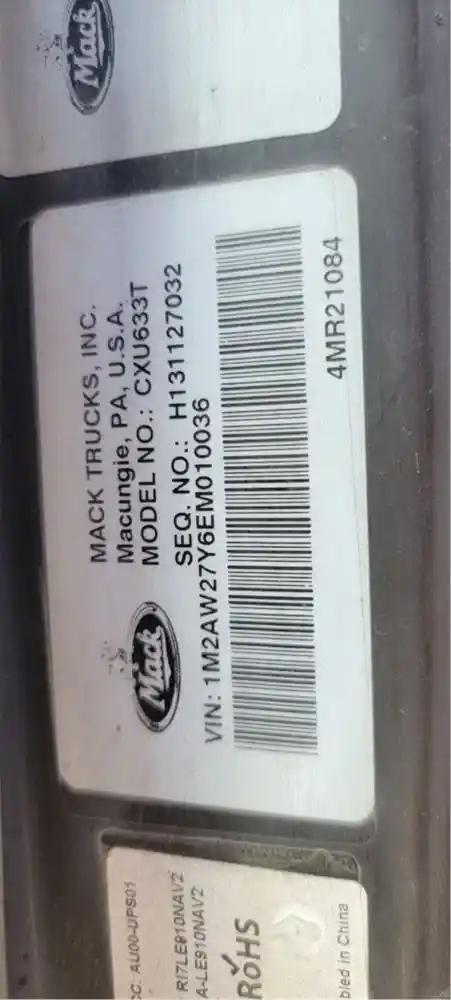 Mack
MACK TRUCKS, INC.
Macungie, PA, U.S.A.
MODEL NO.: CXU633T
SEQ. NO.: H131127032
Mack
VIN: 1M2AW27Y6EM010036
4MR21084
CC: AU00-UPS01
RI7LE910NAV2
A-LE910NAV2
RoHS
bled in China